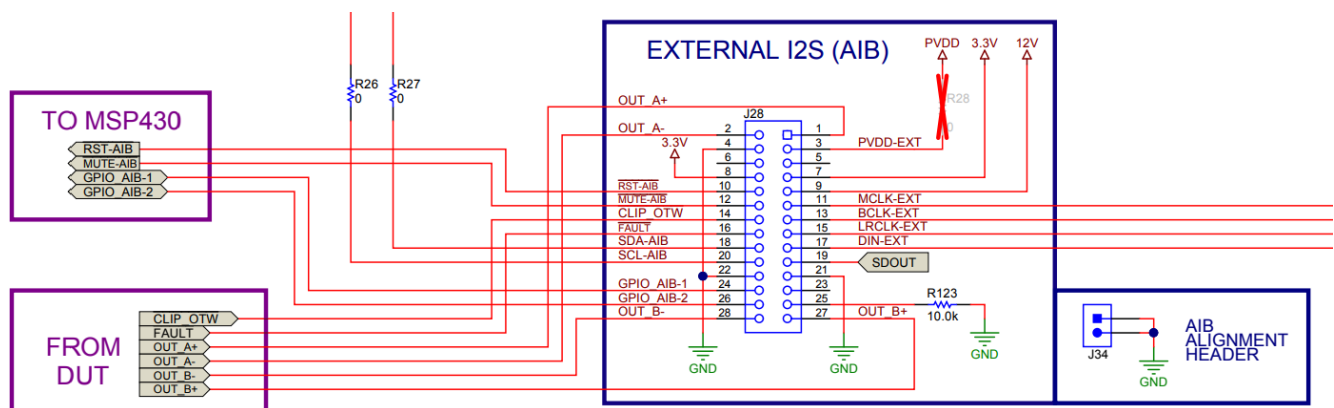 EXTERNAL I2S (AIB)
PVDD
3.3V
12V
R26
0
R27
0
R28
0
TO MSP430
RST-AIB
MUTE-AIB
GPIO_AIB-1
GPIO_AIB-2
OUT_A+
OUT_A-
3.3V
RST-AIB
MUTE-AIB
CLIP_OTW
FAULT
SDA-AIB
SCL-AIB
GPIO_AIB-1
GPIO_AIB-2
OUT_B-
J28
2
4
6
8
10
12
14
16
18
20
22
24
26
28
1
3
5
7
9
11
13
15
17
19
21
23
25
27
PVDD-EXT
MCLK-EXT
BCLK-EXT
LRCLK-EXT
DIN-EXT
SDOUT
R123
10.0k
OUT_B+
GND
GND
GND
FROM
DUT
CLIP_OTW
FAULT
OUT_A+
OUT_A-
OUT_B-
OUT_B+
J34
GND
AIB
ALIGNMENT
HEADER